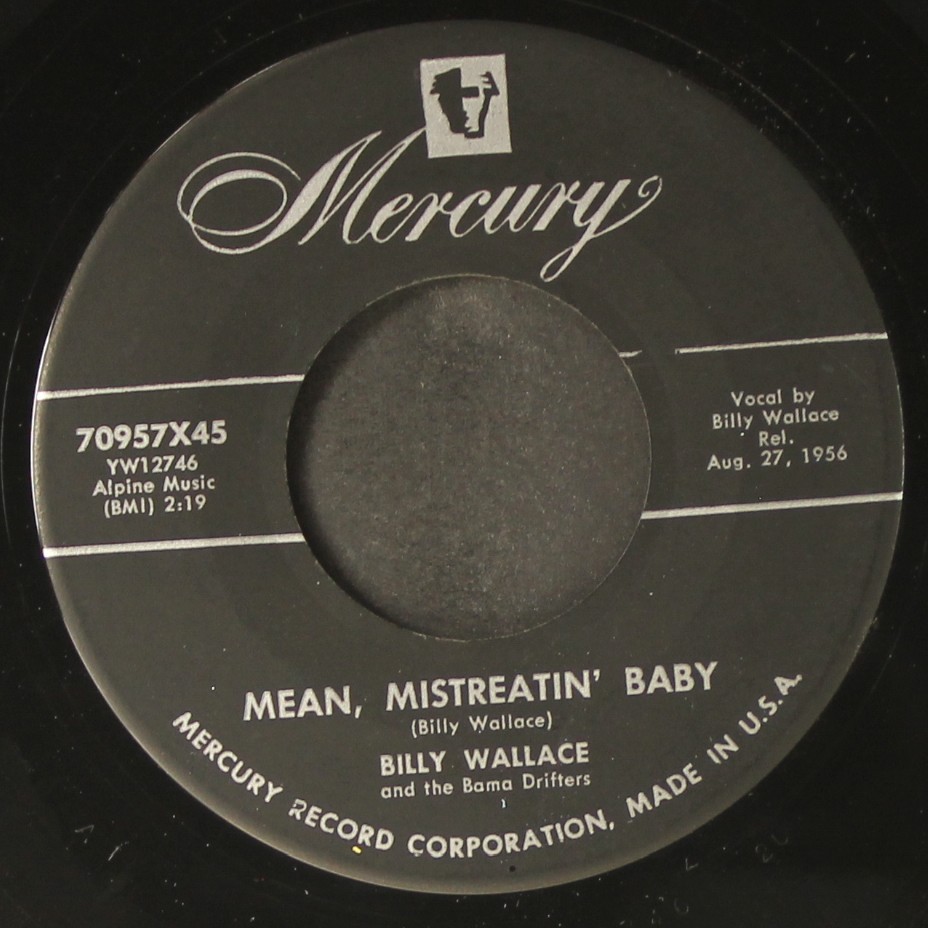 Mercury
70957X45
YW12746
Alpine Music
(BMI) 2:19
Vocal by
Billy Wallace
Rel.
Aug. 27, 1956
MEAN, MISTREATIN' BABY
(Billy Wallace)
BILLY WALLACE
and the Bama Drifters
MERCURY RECORD CORPORATION, MADE IN U.S.A.